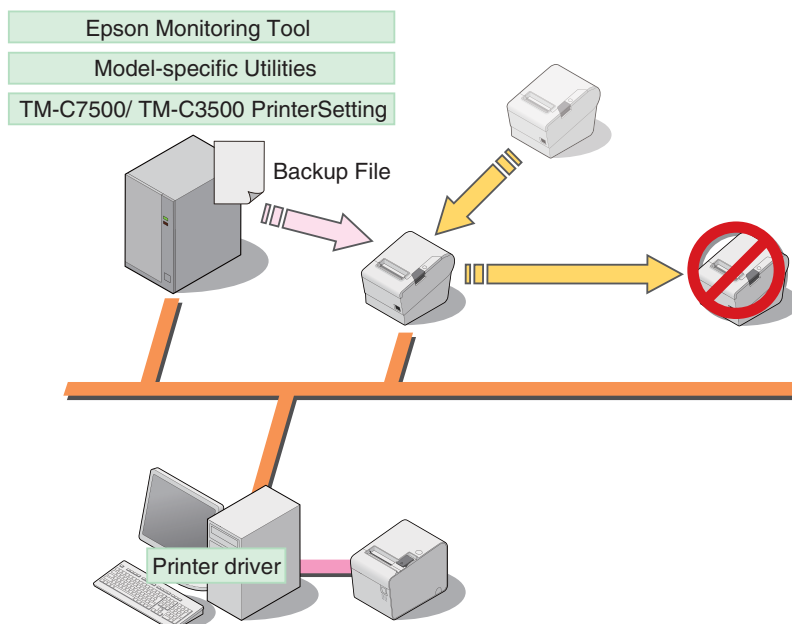 Epson Monitoring Tool
Model-specific Utilities
TM-C7500/ TM-C3500 PrinterSetting
Backup File
Printer driver